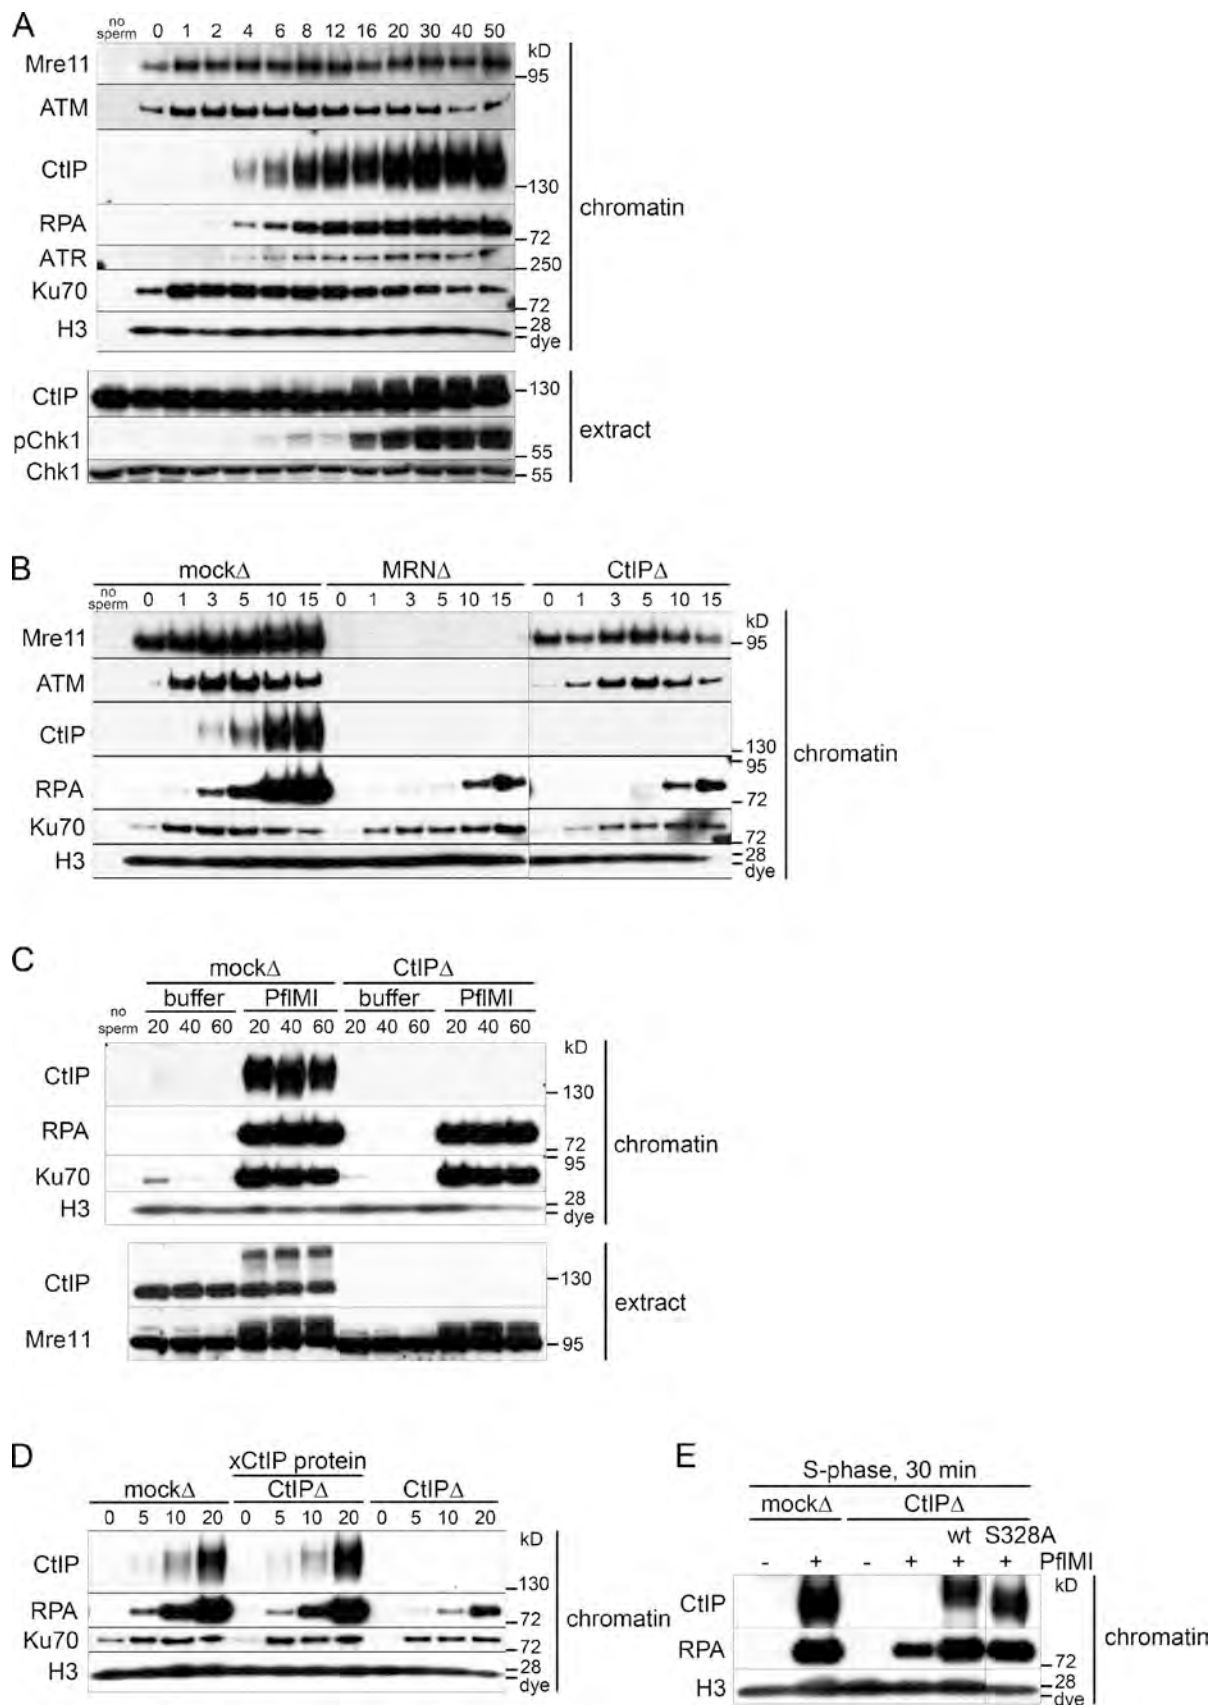 A
no sperm 0 1 2 4 6 8 12 16 20 30 40 50
kD
Mre11
95
ATM
CtIP
130
chromatin
RPA
72
ATR
250
Ku70
72
H3
28
dye
CtIP
130
pChk1
55
extract
Chk1
55
B
mockΔ MRNΔ CtIPΔ
no sperm 0 1 3 5 10 15 0 1 3 5 10 15 0 1 3 5 10 15
kD
Mre11
95
ATM
CtIP
130
chromatin
95
RPA
72
Ku70
72
H3
28
dye
C
mockΔ CtIPΔ
buffer PflMI buffer PflMI
no sperm 20 40 60 20 40 60 20 40 60 20 40 60
kD
CtIP
130
RPA
72
chromatin
95
Ku70
H3
28
dye
CtIP
130
extract
Mre11
95
D
xCtIP protein
mockΔ CtIPΔ CtIPΔ
0 5 10 20 0 5 10 20 0 5 10 20
kD
CtIP
130
RPA
72
chromatin
Ku70
72
H3
28
dye
E
S-phase, 30 min
mockΔ CtIPΔ
wt S328A
- + - + + + PflMI
kD
CtIP
chromatin
RPA
72
H3
28
dye